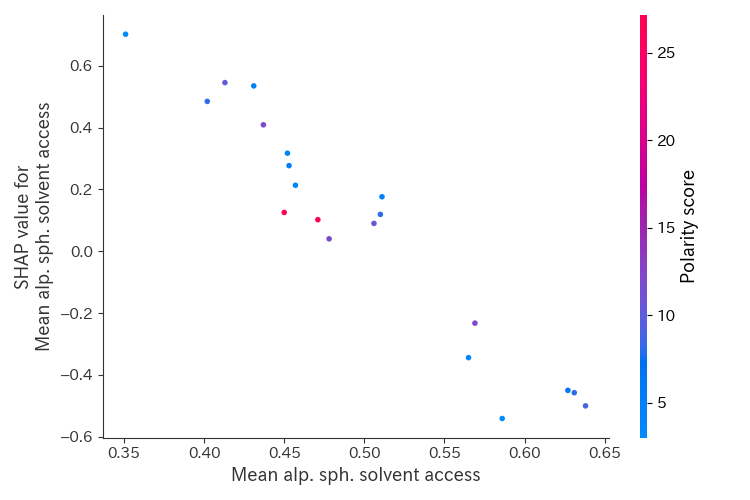 SHAP value for
Mean alp. sph. solvent access
0.6
0.4
0.2
0.0
−0.2
−0.4
−0.6
0.35 0.40 0.45 0.50 0.55 0.60 0.65
Mean alp. sph. solvent access
25
20
15
10
5
Polarity score